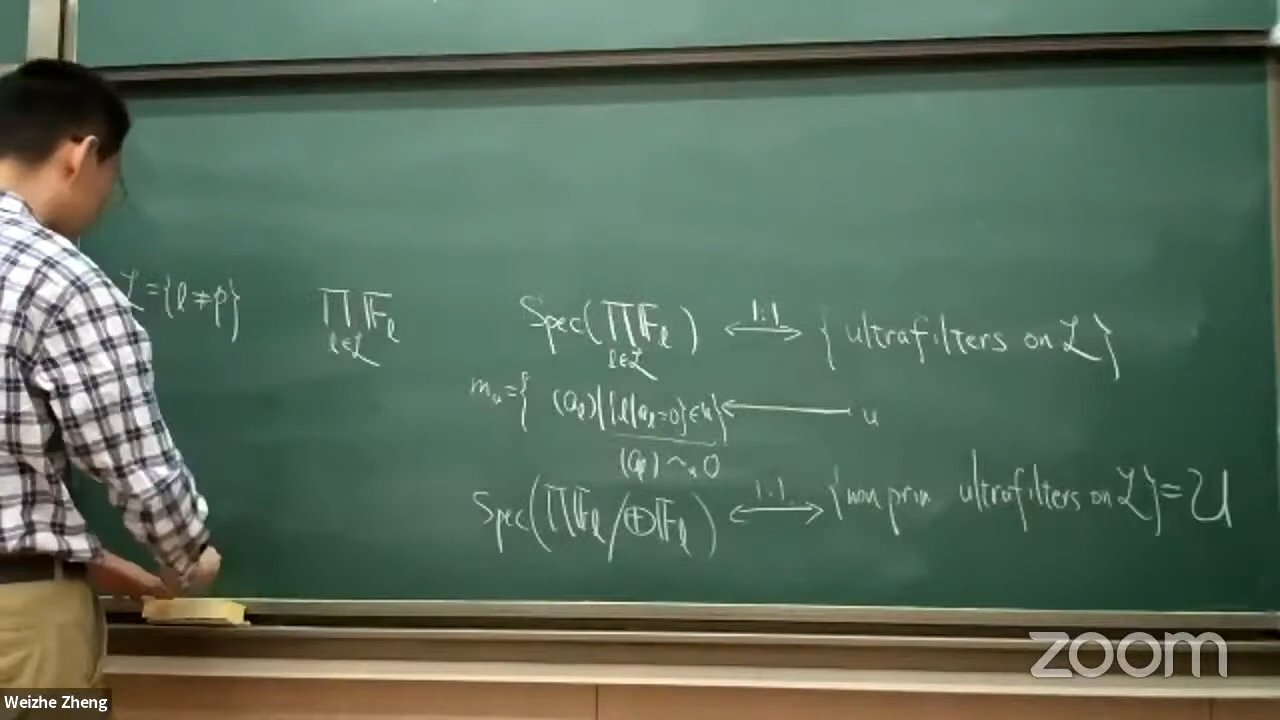 ℒ = {ℓ ≠ p} ∏ 𝔽_ℓ Spec(∏ 𝔽_ℓ) ⟷ 1:1 { ultrafilters on ℒ }
ℓ∈ℒ ℓ∈ℒ
m_u = { (a_ℓ) | {ℓ | a_ℓ = 0} ∈ u} ⟵ u
(a_ℓ) ~_u 0
Spec(∏ 𝔽_ℓ / ⊕ 𝔽_ℓ) ⟷ 1:1 {non prin ultrafilters on ℒ} = 𝒰
zoom
Weizhe Zheng